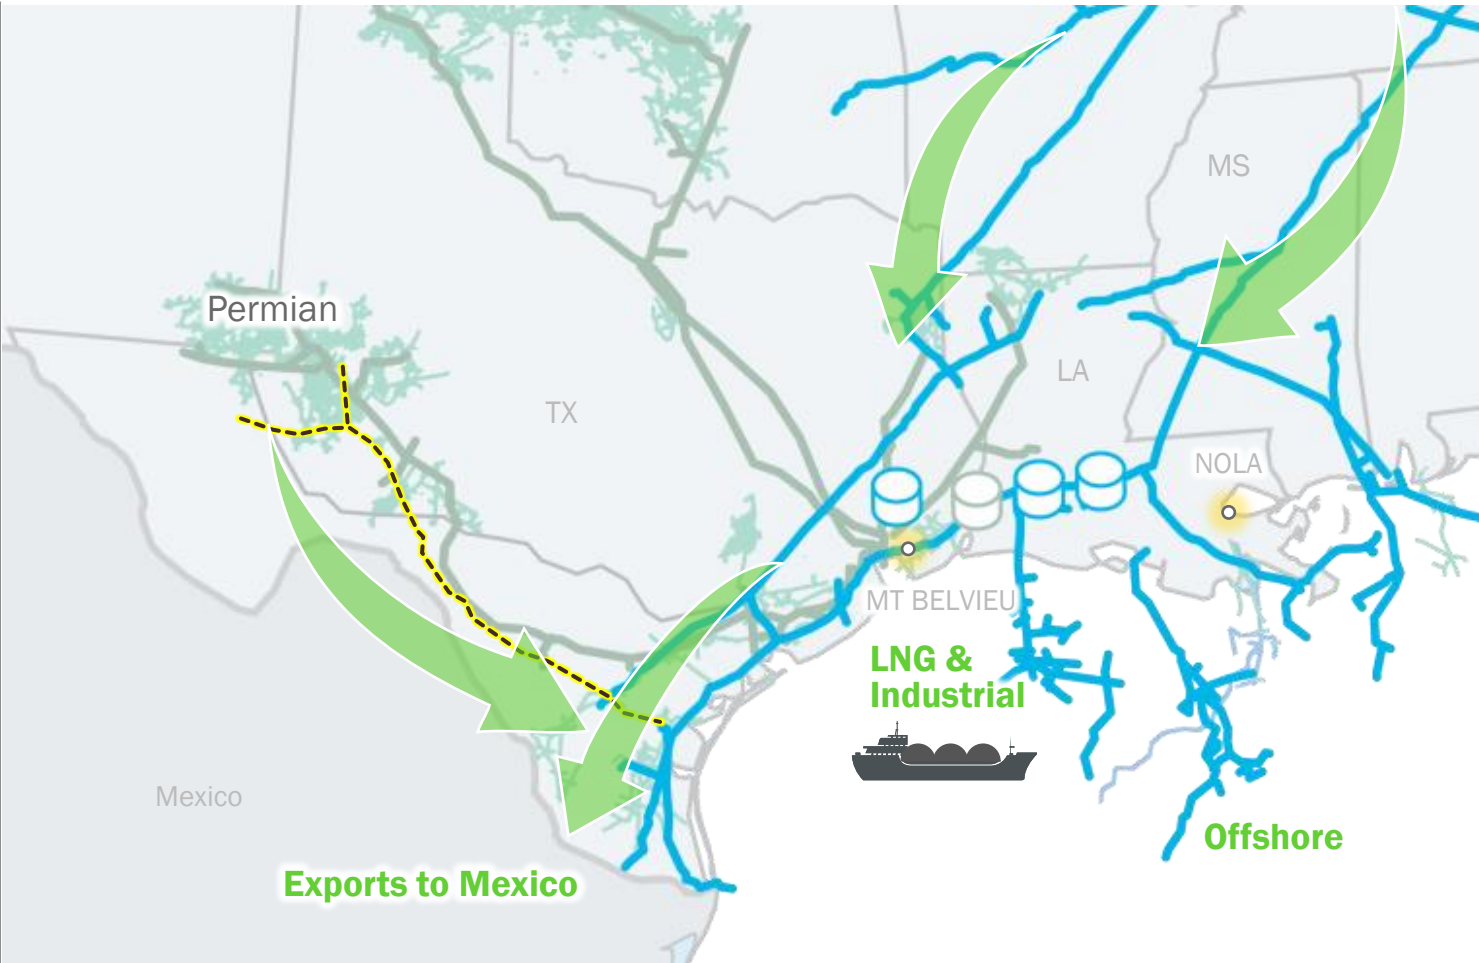 MS
Permian
TX
LA
NOLA
MT BELVIEU
LNG &
Industrial
Mexico
Offshore
Exports to Mexico